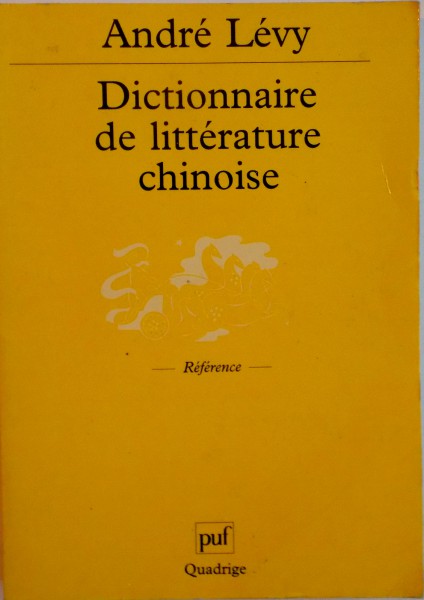 André Lévy
Dictionnaire
de littérature
chinoise
Référence
puf
Quadrige